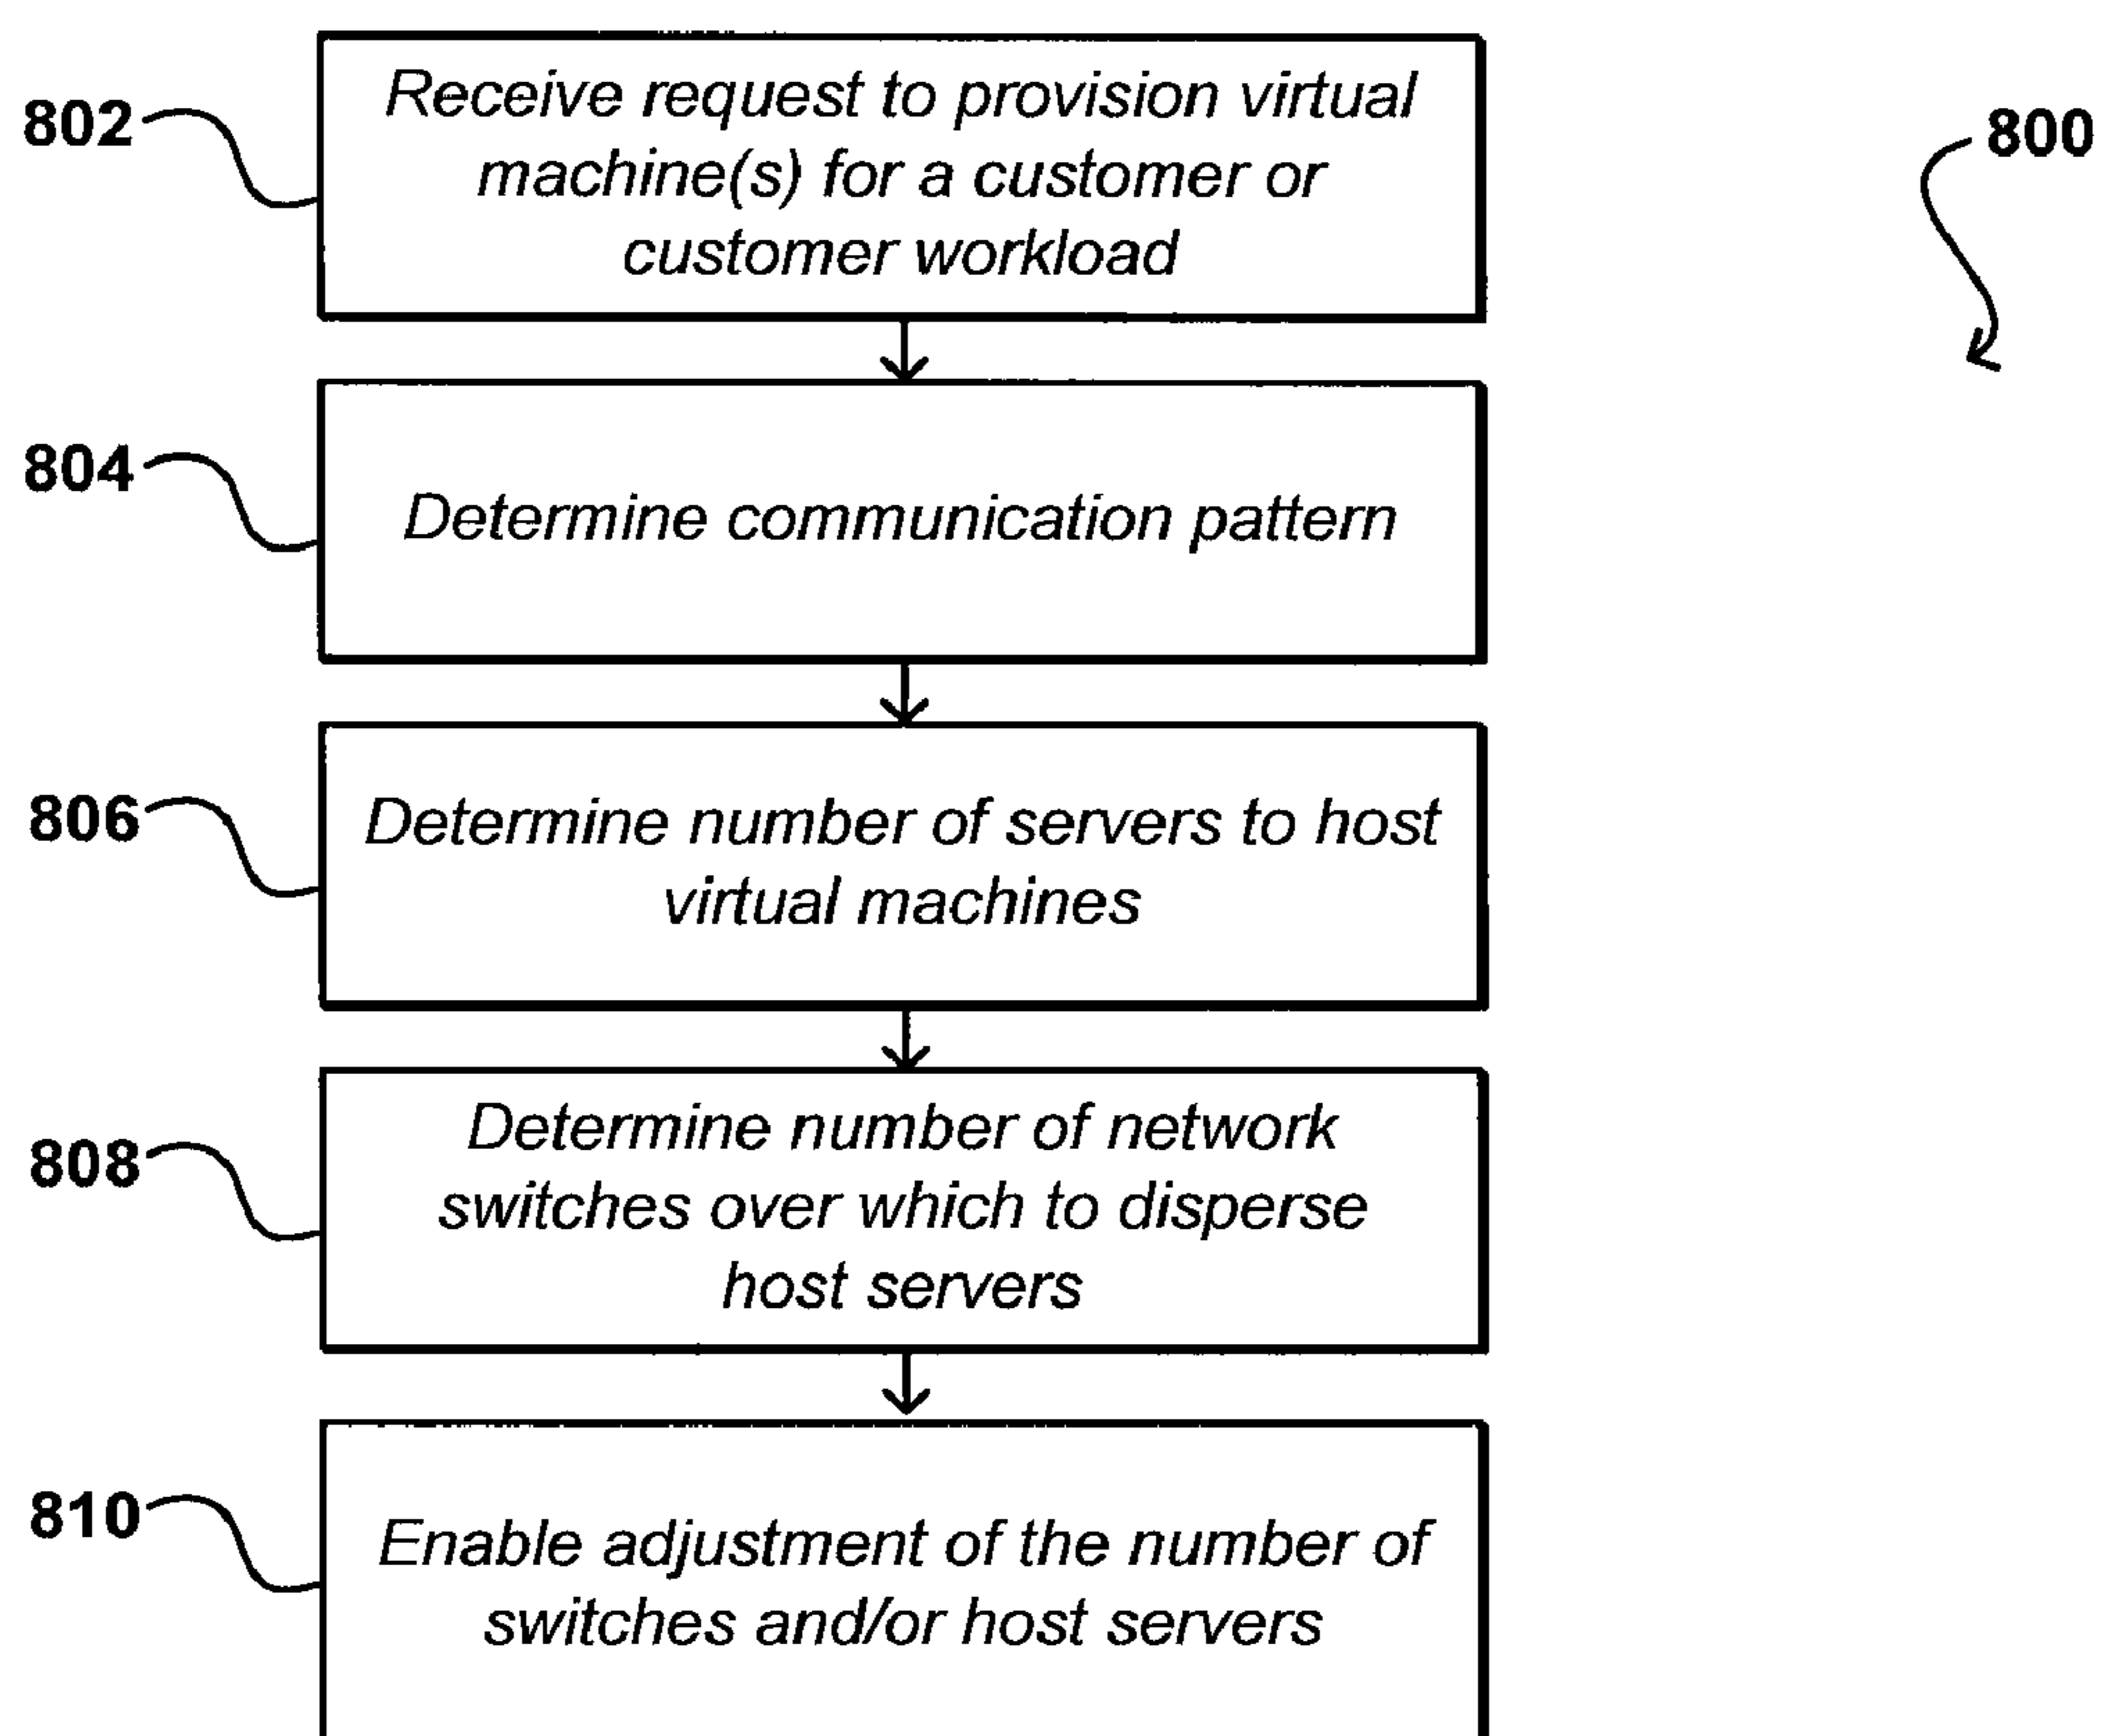 802
Receive request to provision virtual
machine(s) for a customer or
customer workload
800
804
Determine communication pattern
806
Determine number of servers to host
virtual machines
808
Determine number of network
switches over which to disperse
host servers
810
Enable adjustment of the number of
switches and/or host servers